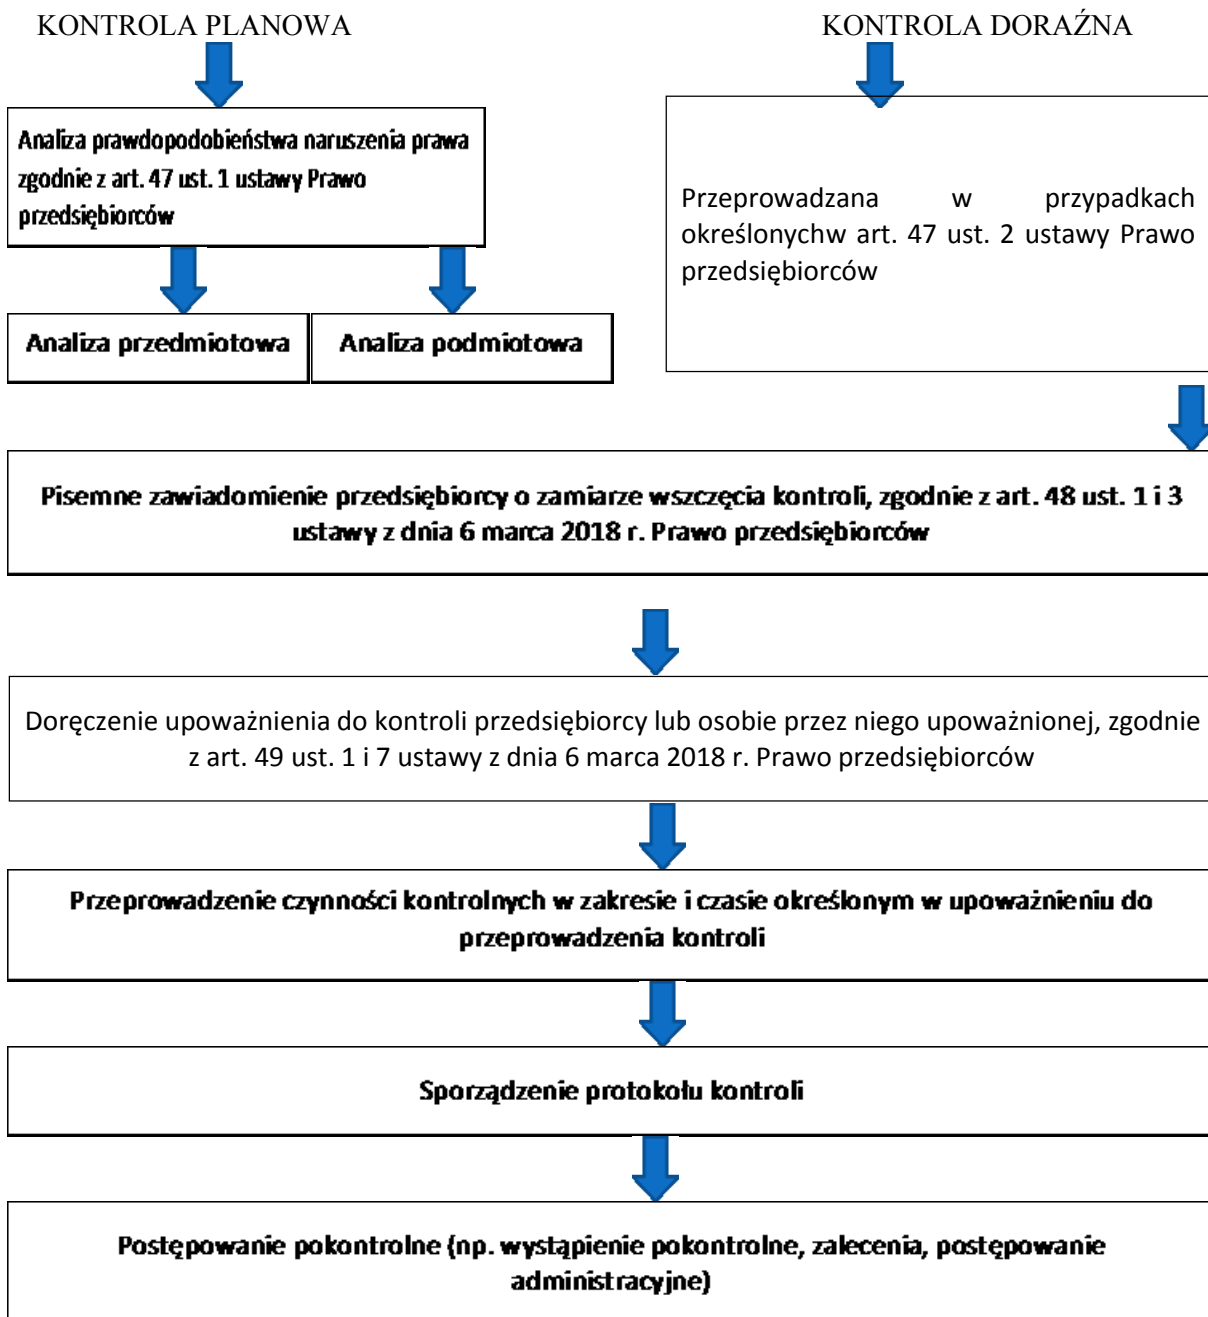 KONTROLA PLANOWA
KONTROLA DORAŹNA
Analiza prawdopodobieństwa naruszenia prawa
zgodnie z art. 47 ust. 1 ustawy Prawo
przedsiębiorców
Przeprowadzana w przypadkach
określonychw art. 47 ust. 2 ustawy Prawo
przedsiębiorców
Analiza przedmiotowa
Analiza podmiotowa
Pisemne zawiadomienie przedsiębiorcy o zamiarze wszczęcia kontroli, zgodnie z art. 48 ust. 1 i 3
ustawy z dnia 6 marca 2018 r. Prawo przedsiębiorców
Doręczenie upoważnienia do kontroli przedsiębiorcy lub osobie przez niego upoważnionej, zgodnie
z art. 49 ust. 1 i 7 ustawy z dnia 6 marca 2018 r. Prawo przedsiębiorców
Przeprowadzenie czynności kontrolnych w zakresie i czasie określonym w upoważnieniu do
przeprowadzenia kontroli
Sporządzenie protokołu kontroli
Postępowanie pokontrolne (np. wystąpienie pokontrolne, zalecenia, postępowanie
administracyjne)